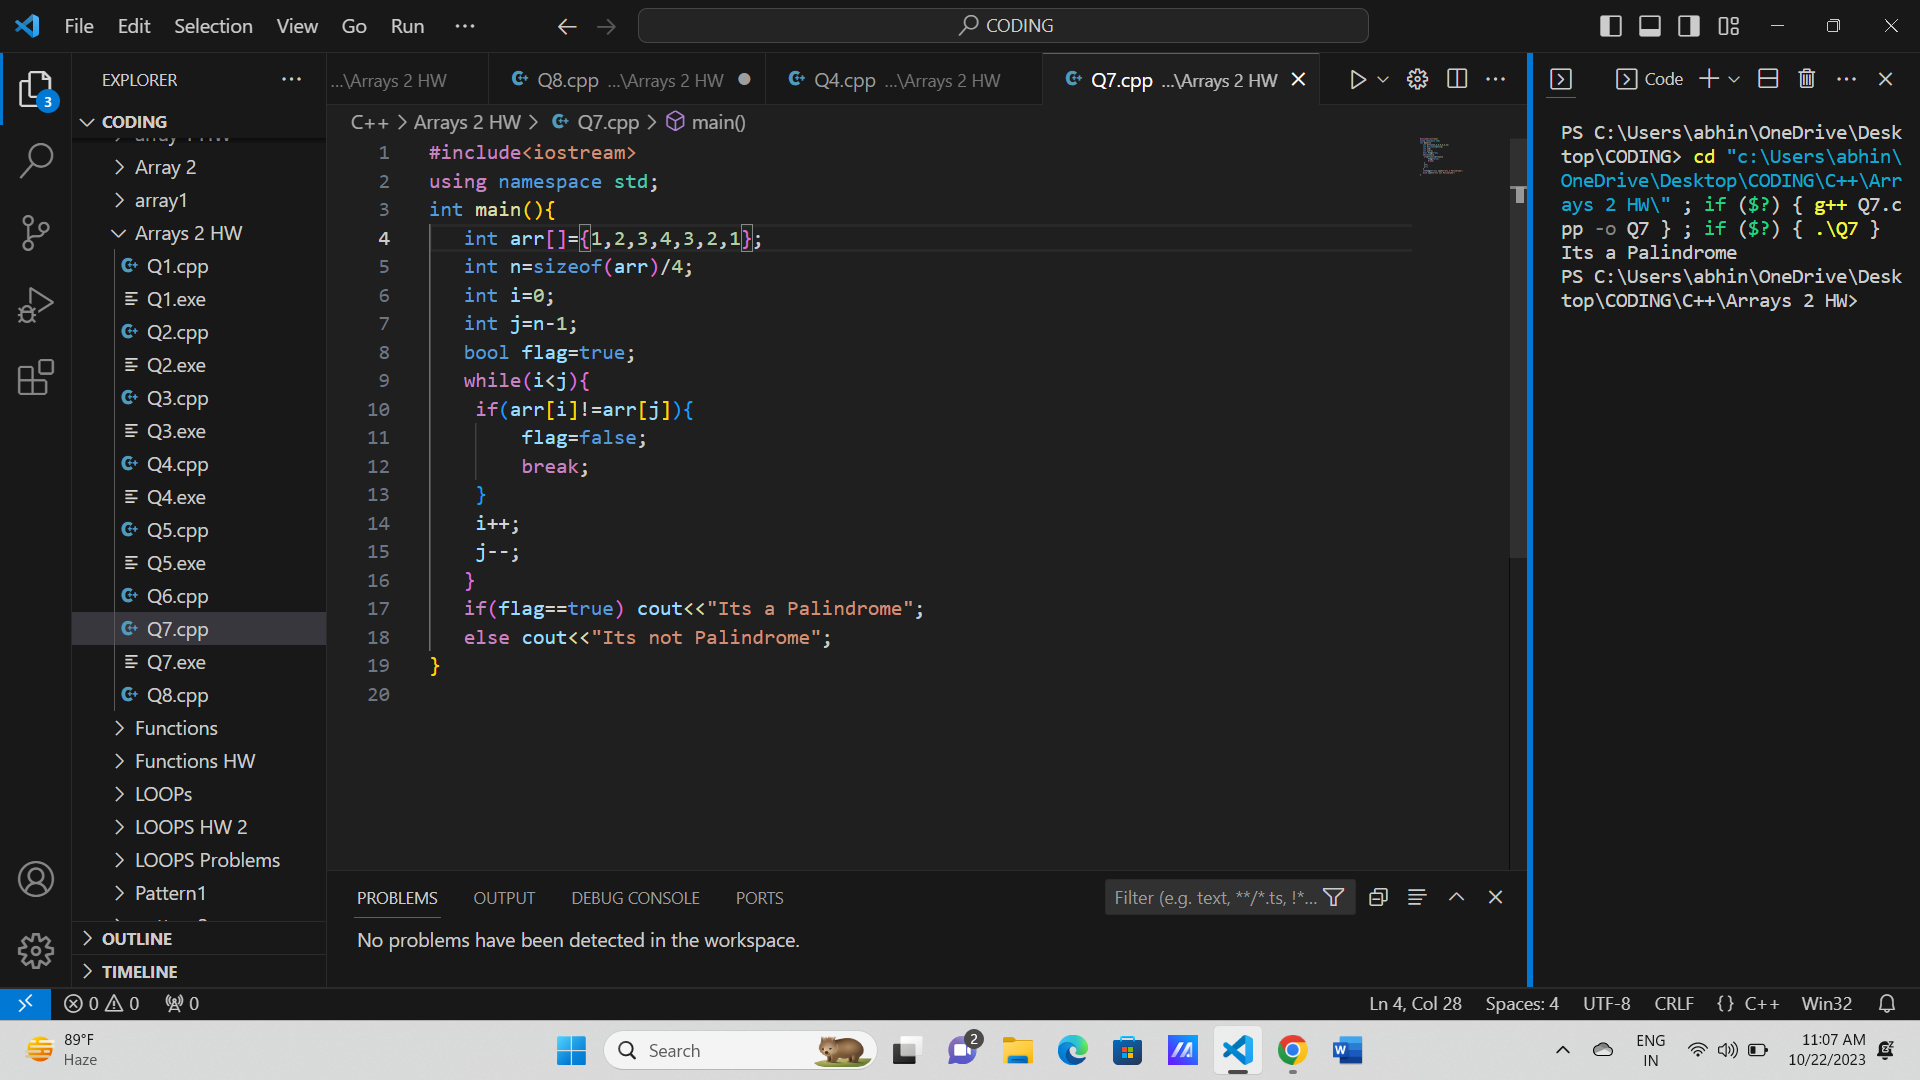 File Edit Selection View Go Run ···
CODING
EXPLORER
...\Arrays 2 HW
Q8.cpp ...\Arrays 2 HW
Q4.cpp ...\Arrays 2 HW
Q7.cpp ...\Arrays 2 HW
Code
3
CODING
Array 2
array1
Arrays 2 HW
Q1.cpp
Q1.exe
Q2.cpp
Q2.exe
Q3.cpp
Q3.exe
Q4.cpp
Q4.exe
Q5.cpp
Q5.exe
Q6.cpp
Q7.cpp
Q7.exe
Q8.cpp
Functions
Functions HW
LOOPs
LOOPS HW 2
LOOPS Problems
Pattern1
OUTLINE
TIMELINE
C++ > Arrays 2 HW > Q7.cpp > main()
1 #include<iostream>
2 using namespace std;
3 int main(){
4 int arr[]={1,2,3,4,3,2,1};
5 int n=sizeof(arr)/4;
6 int i=0;
7 int j=n-1;
8 bool flag=true;
9 while(i<j){
10 if(arr[i]!=arr[j]){
11 flag=false;
12 break;
13 }
14 i++;
15 j--;
16 }
17 if(flag==true) cout<<"Its a Palindrome";
18 else cout<<"Its not Palindrome";
19 }
20
PROBLEMS OUTPUT DEBUG CONSOLE PORTS
Filter (e.g. text, **/*.ts, !*...
No problems have been detected in the workspace.
PS C:\Users\abhin\OneDrive\Desk
top\CODING> cd "c:\Users\abhin\
OneDrive\Desktop\CODING\C++\Arr
ays 2 HW\" ; if ($?) { g++ Q7.c
pp -o Q7 } ; if ($?) { .\Q7 }
Its a Palindrome
PS C:\Users\abhin\OneDrive\Desk
top\CODING\C++\Arrays 2 HW>
0 0 0
Ln 4, Col 28 Spaces: 4 UTF-8 CRLF {} C++ Win32
89°F
Haze
Search
2
ENG
IN
11:07 AM
10/22/2023